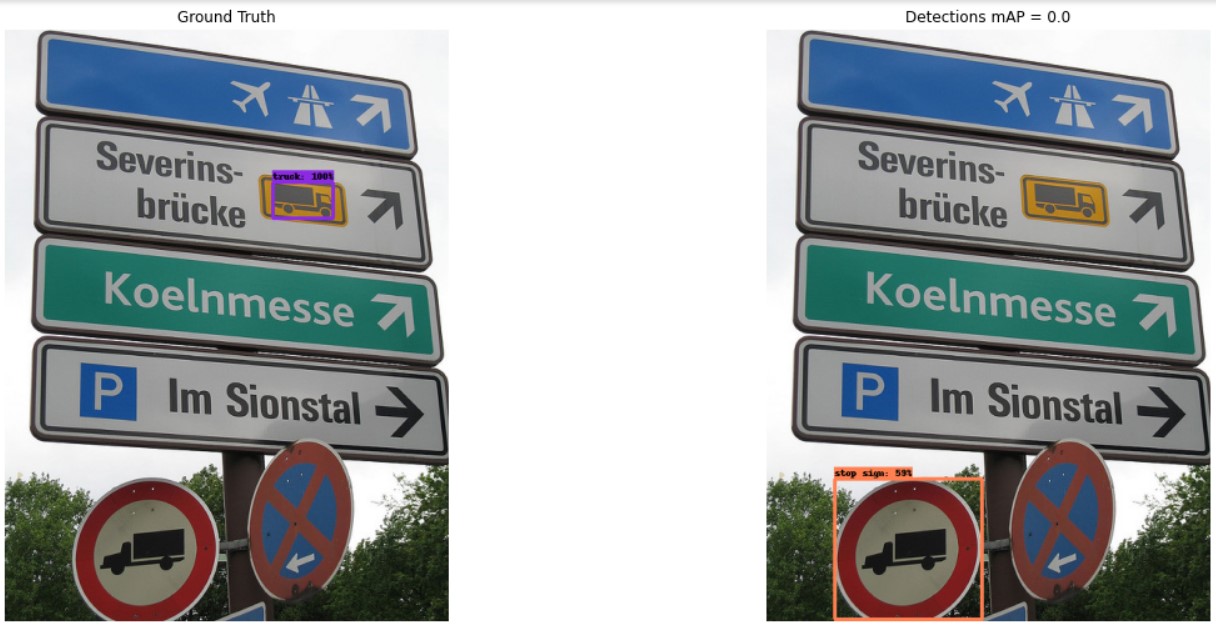 Ground Truth
Severins-
truck: 100%
brücke
Koelnmesse
P Im Sionstal
Detections mAP = 0.0
Severins-
brücke
Koelnmesse
P Im Sionstal
stop sign: 59%